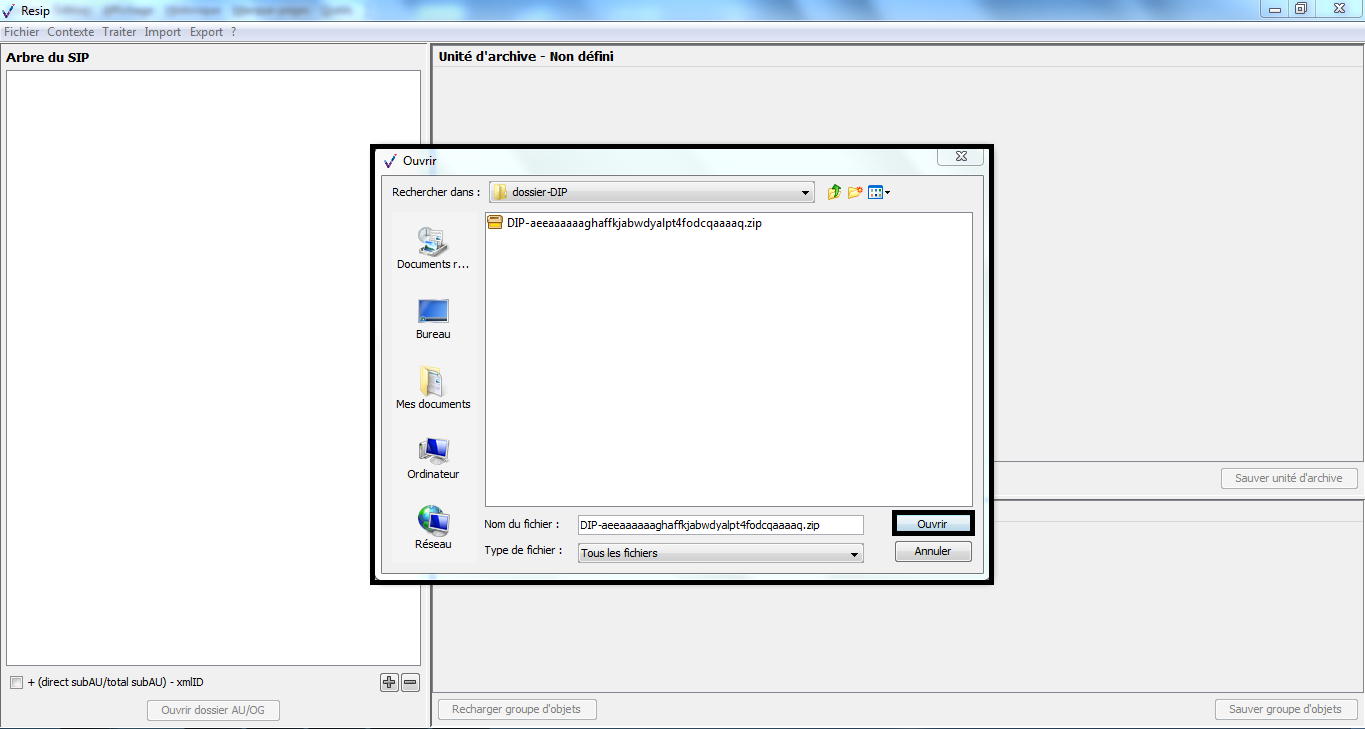 Resip
Fichier Contexte Traiter Import Export ?
Arbre du SIP
Unité d'archive - Non défini
Ouvrir
Rechercher dans :
dossier-DIP
DIP-aeeaaaaaaghaffkjabwdyalpt4fodcqaaaaq.zip
Documents r...
Bureau
Mes documents
Ordinateur
Réseau
Nom du fichier :
DIP-aeeaaaaaaghaffkjabwdyalpt4fodcqaaaaq.zip
Ouvrir
Type de fichier :
Tous les fichiers
Annuler
Sauver unité d'archive
+ (direct subAU/total subAU) - xmlID
Ouvrir dossier AU/OG
Recharger groupe d'objets
Sauver groupe d'objets